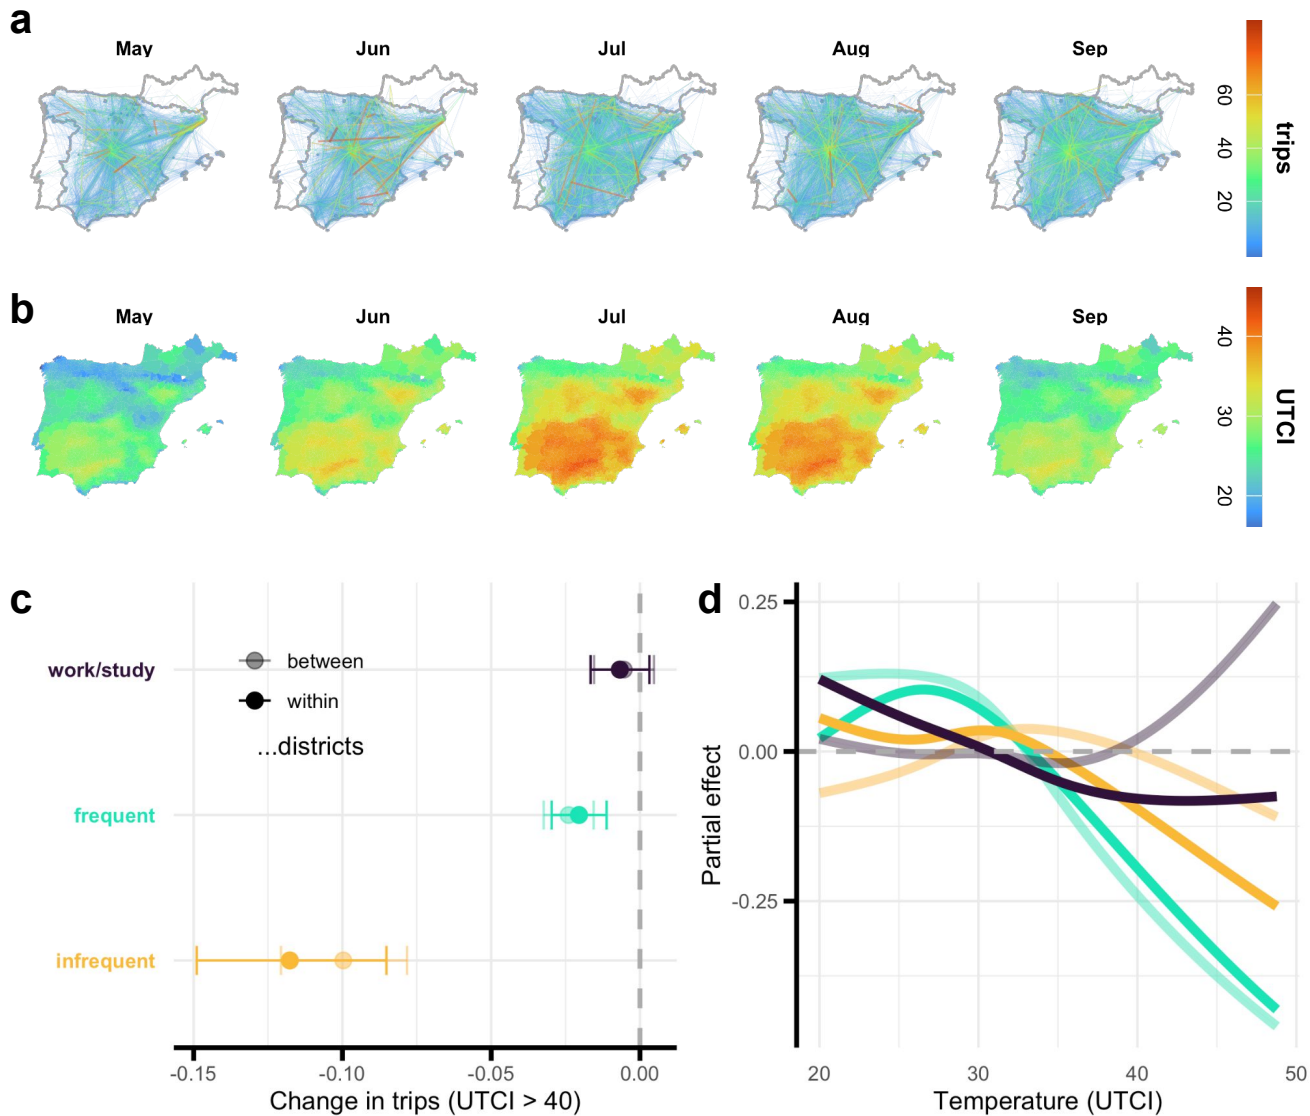 a
May Jun Jul Aug Sep
60
40
20
trips
b
May Jun Jul Aug Sep
40
30
20
UTCI
c
work/study
frequent
infrequent
between
within
...districts
-0.15 -0.10 -0.05 0.00
Change in trips (UTCI > 40)
d
0.25
0.00
-0.25
Partial effect
20 30 40 50
Temperature (UTCI)